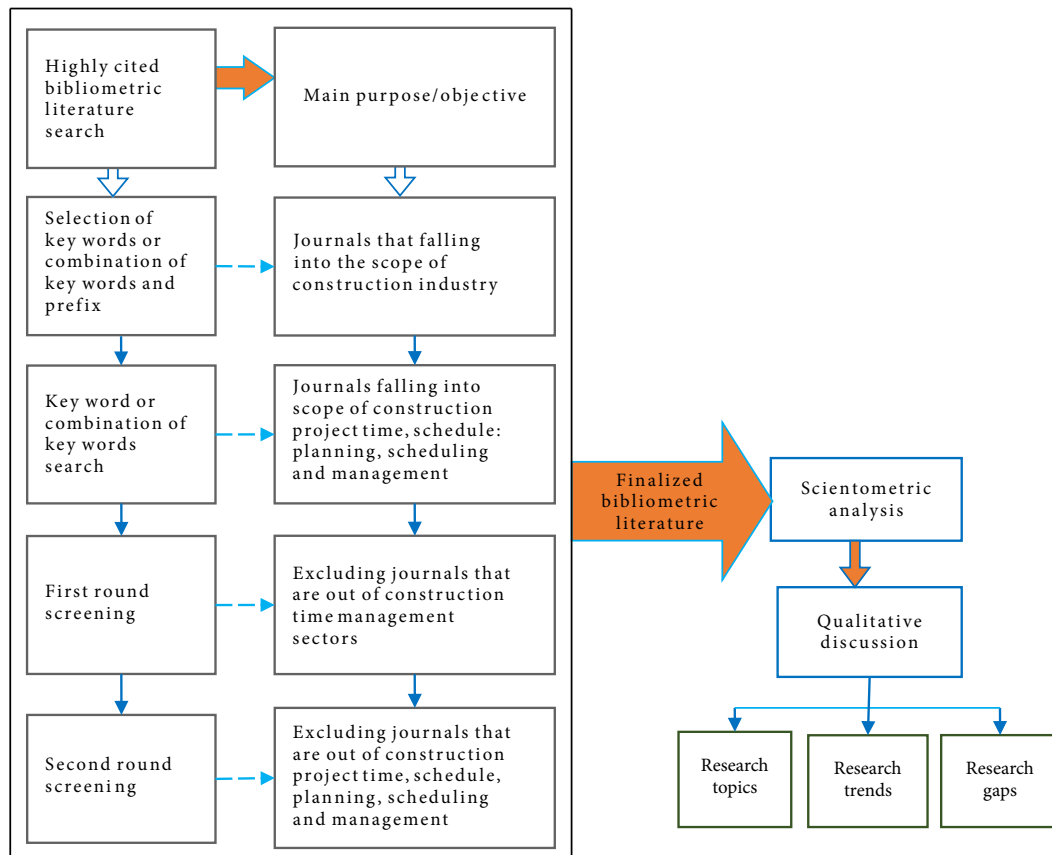 Highly cited
bibliometric
literature
search
Main purpose/objective
Selection of
key words or
combination of
key words and
prefix
Journals that falling
into the scope of
construction industry
Key word or
combination of
key words
search
Journals falling into
scope of construction
project time, schedule:
planning, scheduling
and management
First round
screening
Excluding journals that
are out of construction
time management
sectors
Second round
screening
Excluding journals that
are out of construction
project time, schedule,
planning, scheduling
and management
Finalized
bibliometric
literature
Scientometric
analysis
Qualitative
discussion
Research
topics
Research
trends
Research
gaps